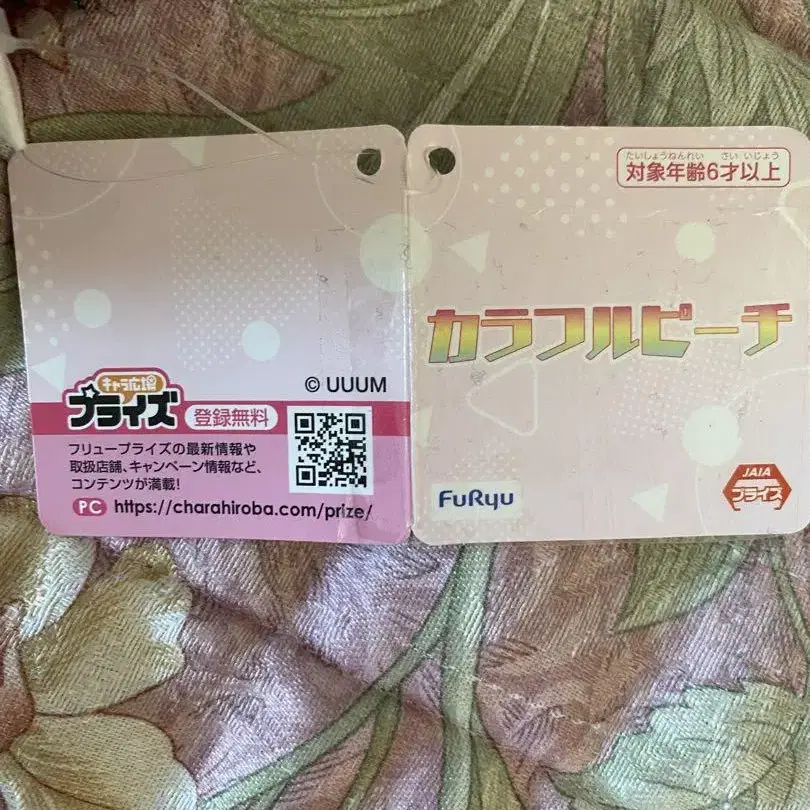 キャラ広場
プライズ
登録無料
© UUUM
フリュープライズの最新情報や
取扱店舗、キャンペーン情報など、
コンテンツが満載!
PC https://charahiroba.com/prize/
たいしょうねんれい さい いじょう
対象年齢6才以上
カラフルピーチ
FuRyu
JAIA
プライズ